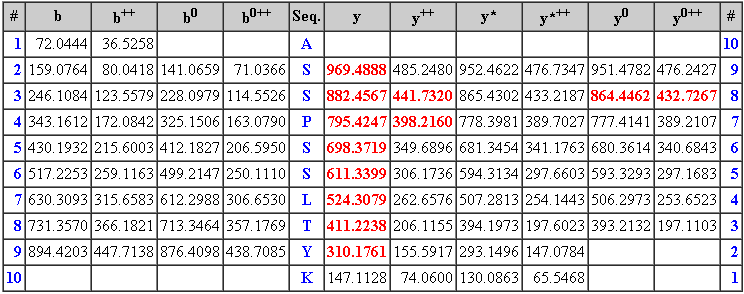 # b b++ b0 b0++ Seq. y y++ y* y*++ y0 y0++ #
1 72.0444 36.5258 A 10
2 159.0764 80.0418 141.0659 71.0366 S 969.4888 485.2480 952.4622 476.7347 951.4782 476.2427 9
3 246.1084 123.5579 228.0979 114.5526 S 882.4567 441.7320 865.4302 433.2187 864.4462 432.7267 8
4 343.1612 172.0842 325.1506 163.0790 P 795.4247 398.2160 778.3981 389.7027 777.4141 389.2107 7
5 430.1932 215.6003 412.1827 206.5950 S 698.3719 349.6896 681.3454 341.1763 680.3614 340.6843 6
6 517.2253 259.1163 499.2147 250.1110 S 611.3399 306.1736 594.3134 297.6603 593.3293 297.1683 5
7 630.3093 315.6583 612.2988 306.6530 L 524.3079 262.6576 507.2813 254.1443 506.2973 253.6523 4
8 731.3570 366.1821 713.3464 357.1769 T 411.2238 206.1155 394.1973 197.6023 393.2132 197.1103 3
9 894.4203 447.7138 876.4098 438.7085 Y 310.1761 155.5917 293.1496 147.0784 2
10 K 147.1128 74.0600 130.0863 65.5468 1